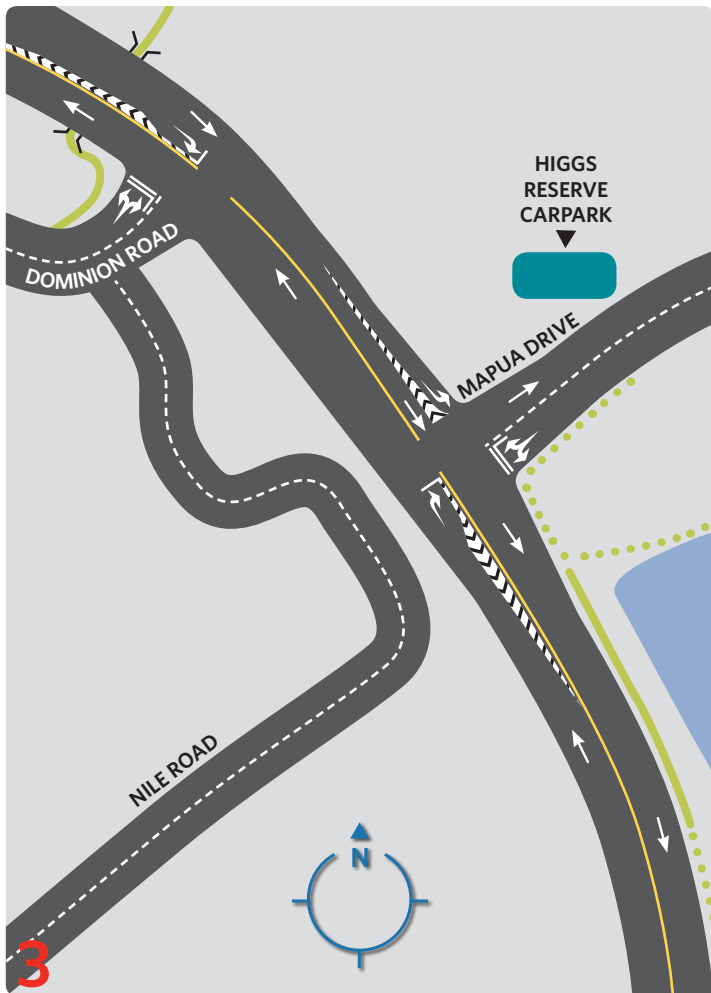 HIGGS
RESERVE
CARPARK
DOMINION ROAD
MAPUA DRIVE
NILE ROAD
N
3